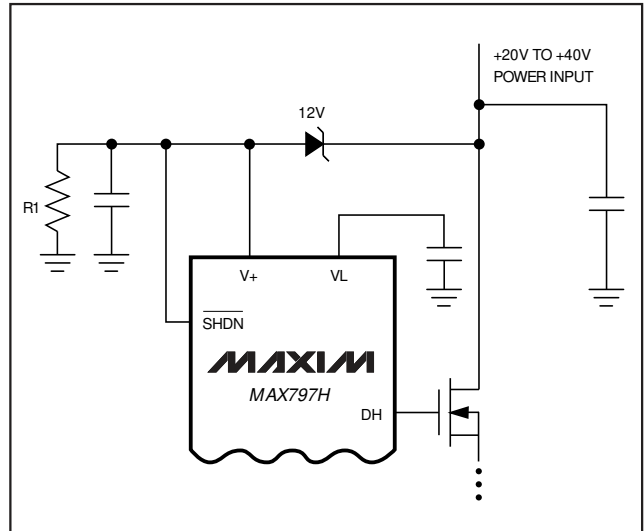 +20V TO +40V
POWER INPUT
12V
R1
V+ VL
SHDN
MAXIM
MAX797H
DH